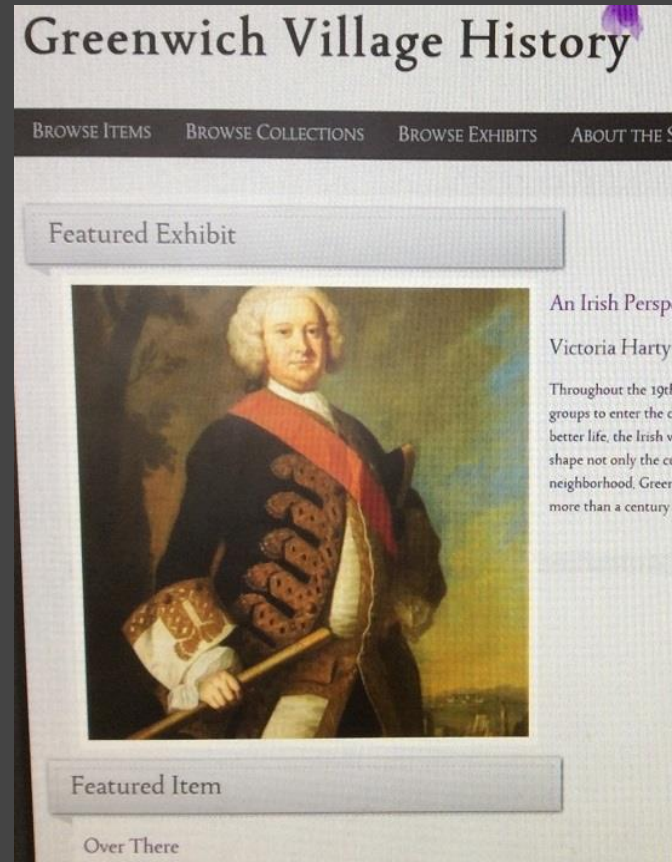 Greenwich Village History
BROWSE ITEMS BROWSE COLLECTIONS BROWSE EXHIBITS ABOUT THE
Featured Exhibit
An Irish
Victoria Harty
Throughout the 19th
groups to enter the
better life, the Irish
shape not only the
neighborhood, Green
more than a century
Featured Item
Over There